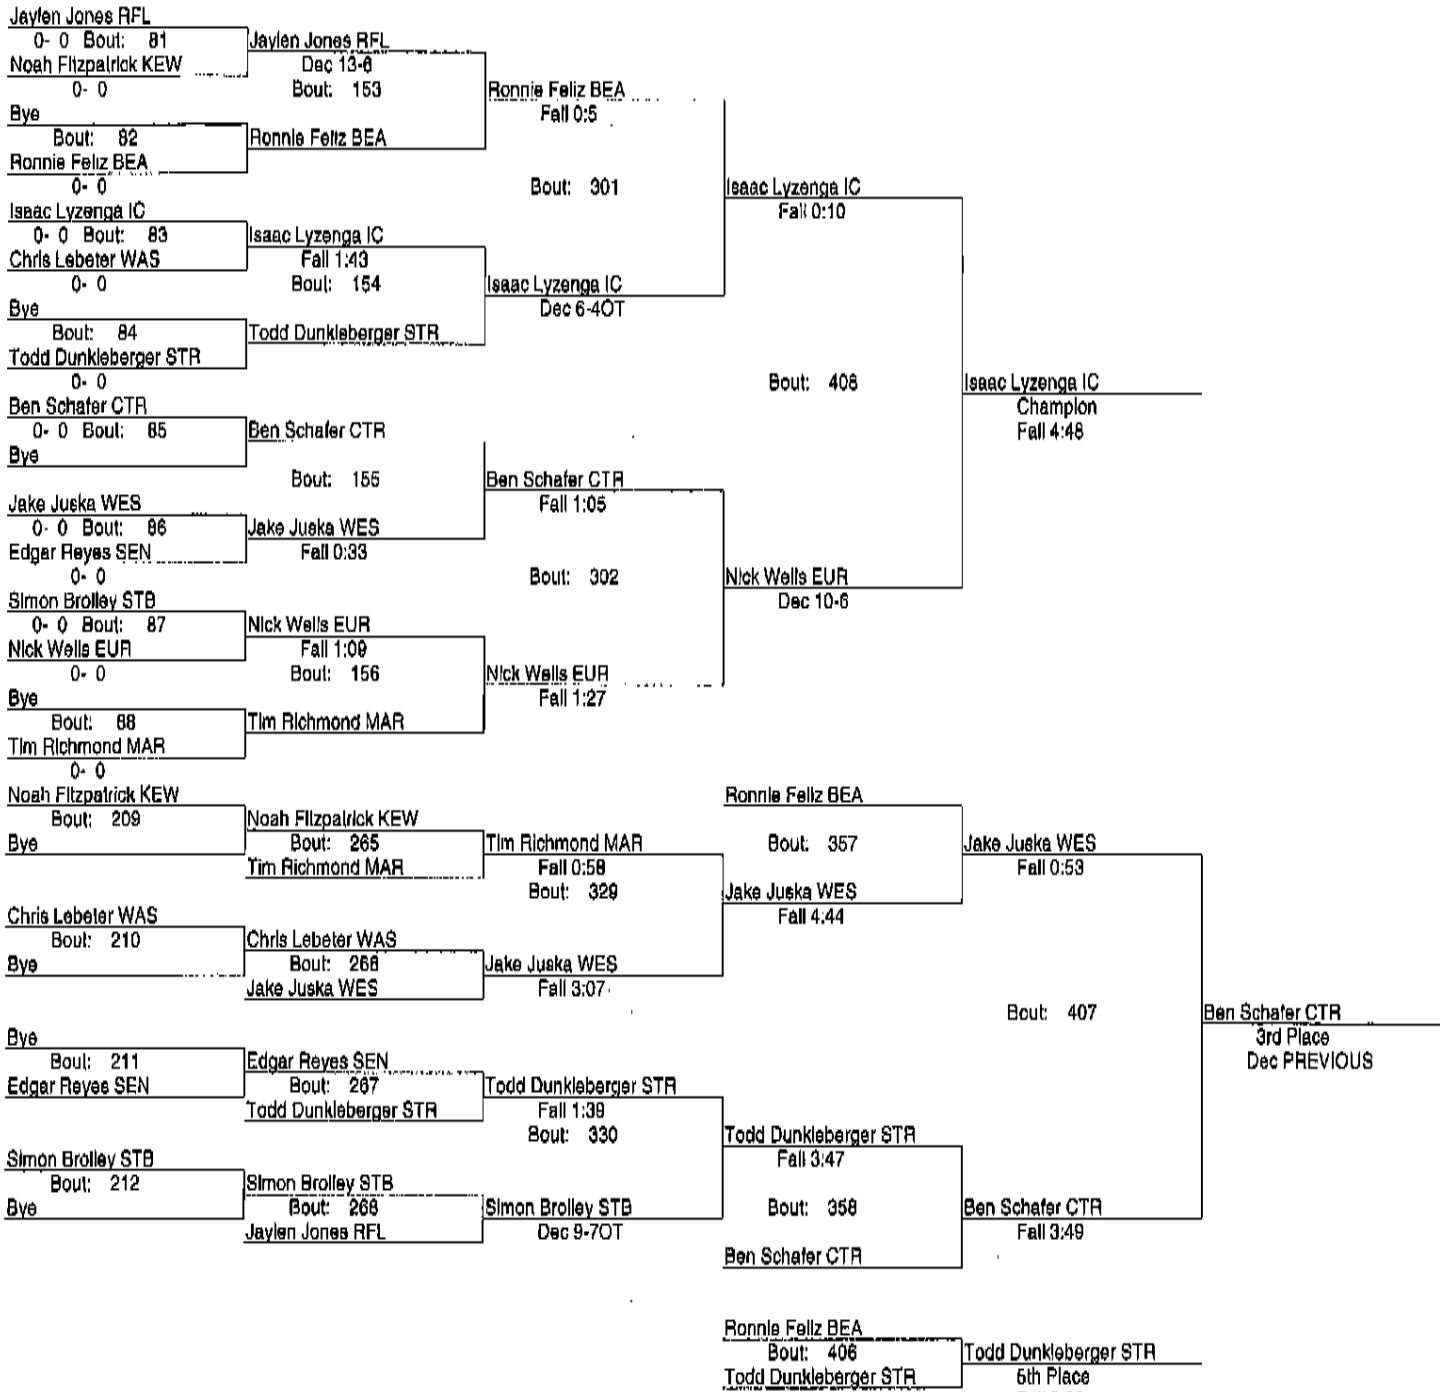 Jaylen Jones RFL
0- 0 Bout: 81
Noah Fitzpatrick KEW
0- 0
Bye
Bout: 82
Ronnie Feliz BEA
0- 0
Isaac Lyzenga IC
0- 0 Bout: 83
Chris Lebeter WAS
0- 0
Bye
Bout: 84
Todd Dunkleberger STR
0- 0
Ben Schafer CTR
0- 0 Bout: 85
Bye
Jake Juska WES
0- 0 Bout: 86
Edgar Reyes SEN
0- 0
Simon Brolley STB
0- 0 Bout: 87
Nick Wells EUR
0- 0
Bye
Bout: 88
Tim Richmond MAR
0- 0
Jaylen Jones RFL
Dec 13-6
Bout: 153
Ronnie Feliz BEA
Isaac Lyzenga IC
Fall 1:43
Bout: 154
Todd Dunkleberger STR
Ben Schafer CTR
Bout: 155
Jake Juska WES
Fall 0:33
Nick Wells EUR
Fall 1:09
Bout: 156
Tim Richmond MAR
Ronnie Feliz BEA
Fall 0:5
Bout: 301
Isaac Lyzenga IC
Dec 6-4OT
Ben Schafer CTR
Fall 1:05
Bout: 302
Nick Wells EUR
Fall 1:27
Isaac Lyzenga IC
Fall 0:10
Bout: 408
Nick Wells EUR
Dec 10-6
Isaac Lyzenga IC
Champion
Fall 4:48
Noah Fitzpatrick KEW
Bout: 209
Bye
Chris Lebeter WAS
Bout: 210
Bye
Bye
Bout: 211
Edgar Reyes SEN
Simon Brolley STB
Bout: 212
Bye
Noah Fitzpatrick KEW
Bout: 265
Tim Richmond MAR
Chris Lebeter WAS
Bout: 266
Jake Juska WES
Edgar Reyes SEN
Bout: 267
Todd Dunkleberger STR
Simon Brolley STB
Bout: 268
Jaylen Jones RFL
Tim Richmond MAR
Fall 0:58
Bout: 329
Jake Juska WES
Fall 3:07
Todd Dunkleberger STR
Fall 1:39
Bout: 330
Simon Brolley STB
Dec 9-7OT
Ronnie Feliz BEA
Bout: 357
Jake Juska WES
Fall 4:44
Todd Dunkleberger STR
Fall 3:47
Bout: 358
Ben Schafer CTR
Jake Juska WES
Fall 0:53
Bout: 407
Ben Schafer CTR
Fall 3:49
Ben Schafer CTR
3rd Place
Dec PREVIOUS
Ronnie Feliz BEA
Bout: 406
Todd Dunkleberger STR
Todd Dunkleberger STR
5th Place